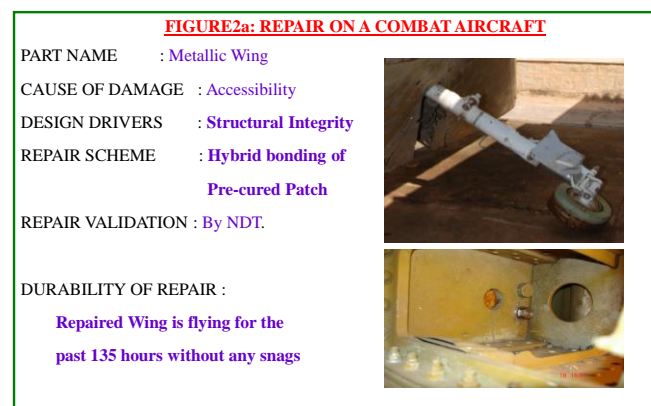 FIGURE2a: REPAIR ON A COMBAT AIRCRAFT
PART NAME : Metallic Wing
CAUSE OF DAMAGE : Accessibility
DESIGN DRIVERS : Structural Integrity
REPAIR SCHEME : Hybrid bonding of
Pre-cured Patch
REPAIR VALIDATION : By NDT.
DURABILITY OF REPAIR :
Repaired Wing is flying for the
past 135 hours without any snags